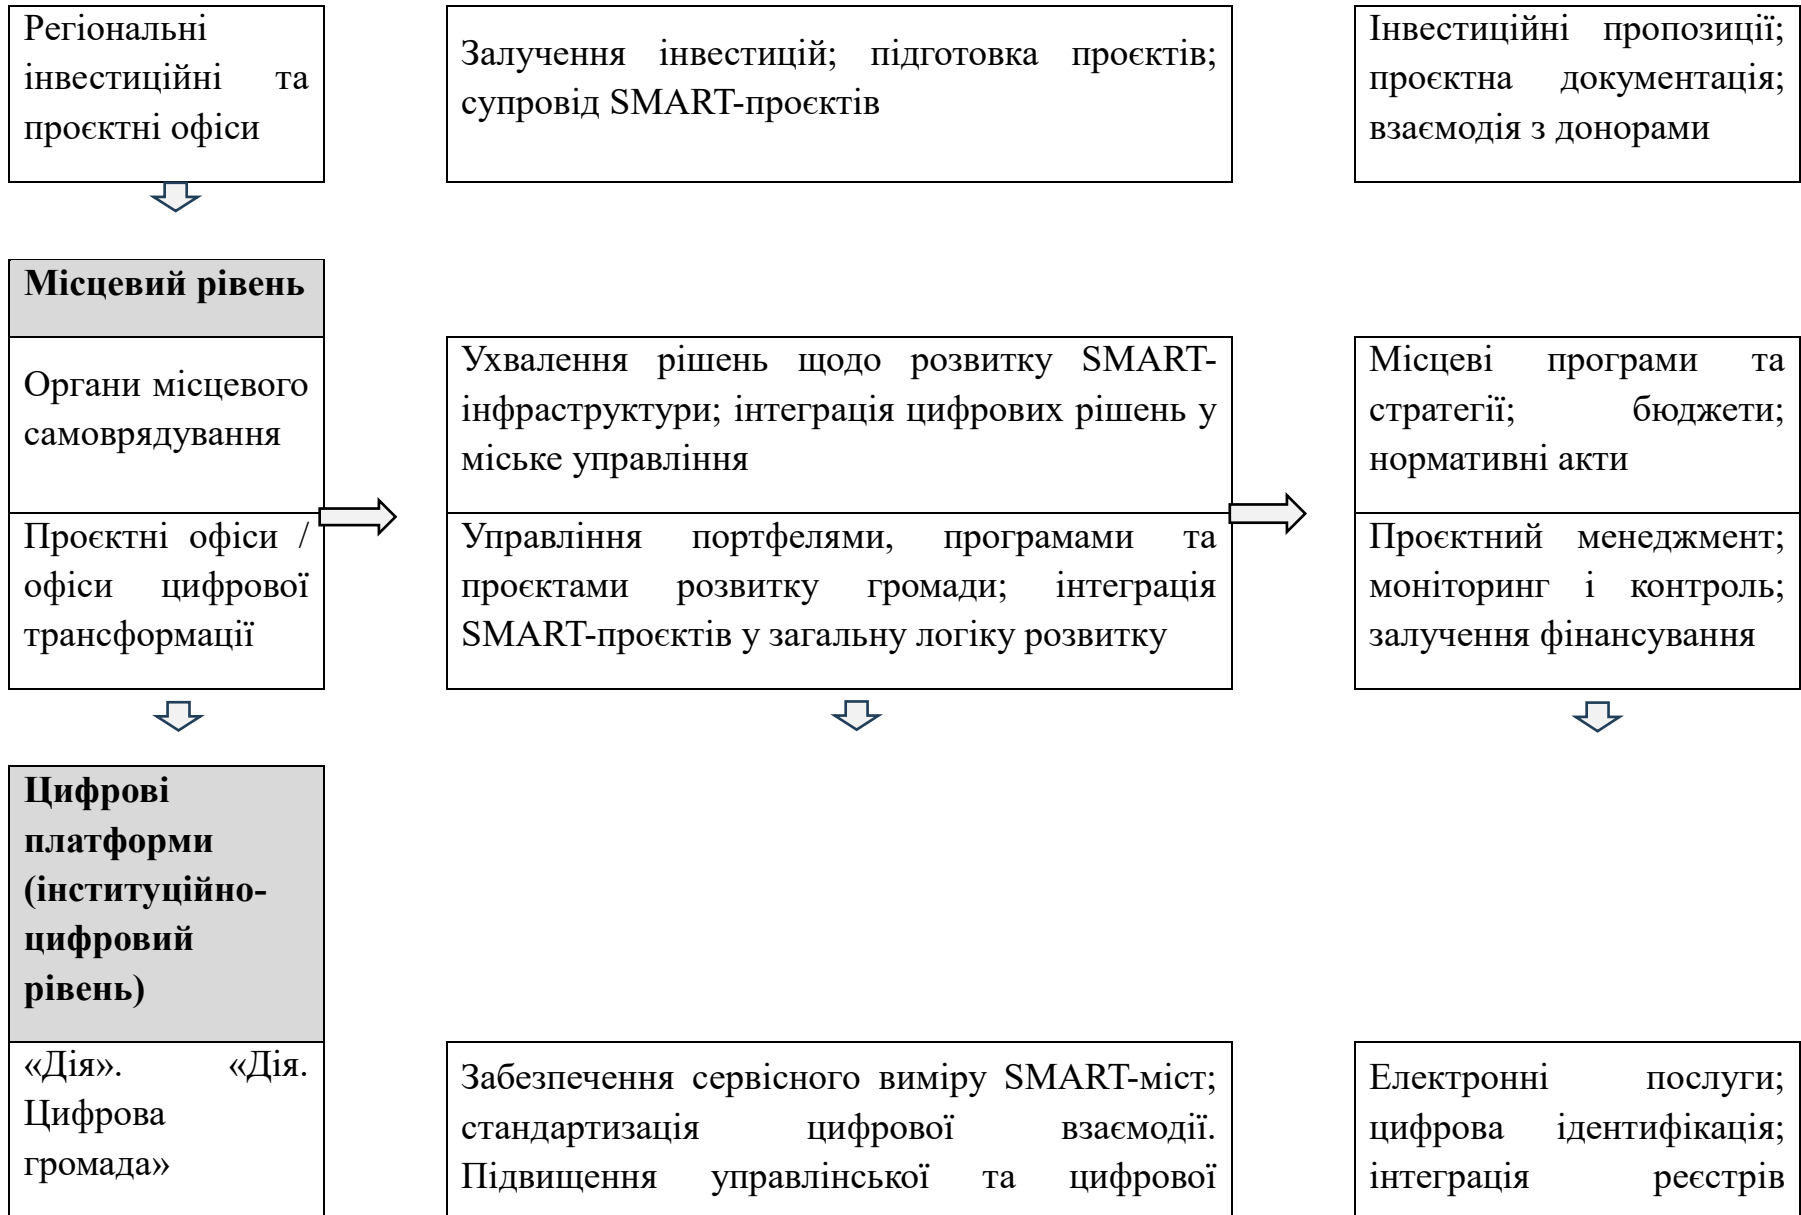 Регіональні
інвестиційні та
проєктні офіси
Залучення інвестицій; підготовка проєктів;
супровід SMART-проєктів
Інвестиційні пропозиції;
проєктна документація;
взаємодія з донорами
Місцевий рівень
Органи місцевого
самоврядування
Ухвалення рішень щодо розвитку SMART-
інфраструктури; інтеграція цифрових рішень у
міське управління
Місцеві програми та
стратегії; бюджети;
нормативні акти
Проєктні офіси /
офіси цифрової
трансформації
Управління портфелями, програмами та
проєктами розвитку громади; інтеграція
SMART-проєктів у загальну логіку розвитку
Проєктний менеджмент;
моніторинг і контроль;
залучення фінансування
Цифрові
платформи
(інституційно-
цифровий
рівень)
«Дія». «Дія.
Цифрова
громада»
Забезпечення сервісного виміру SMART-міст;
стандартизація цифрової взаємодії.
Підвищення управлінської та цифрової
Електронні послуги;
цифрова ідентифікація;
інтеграція реєстрів